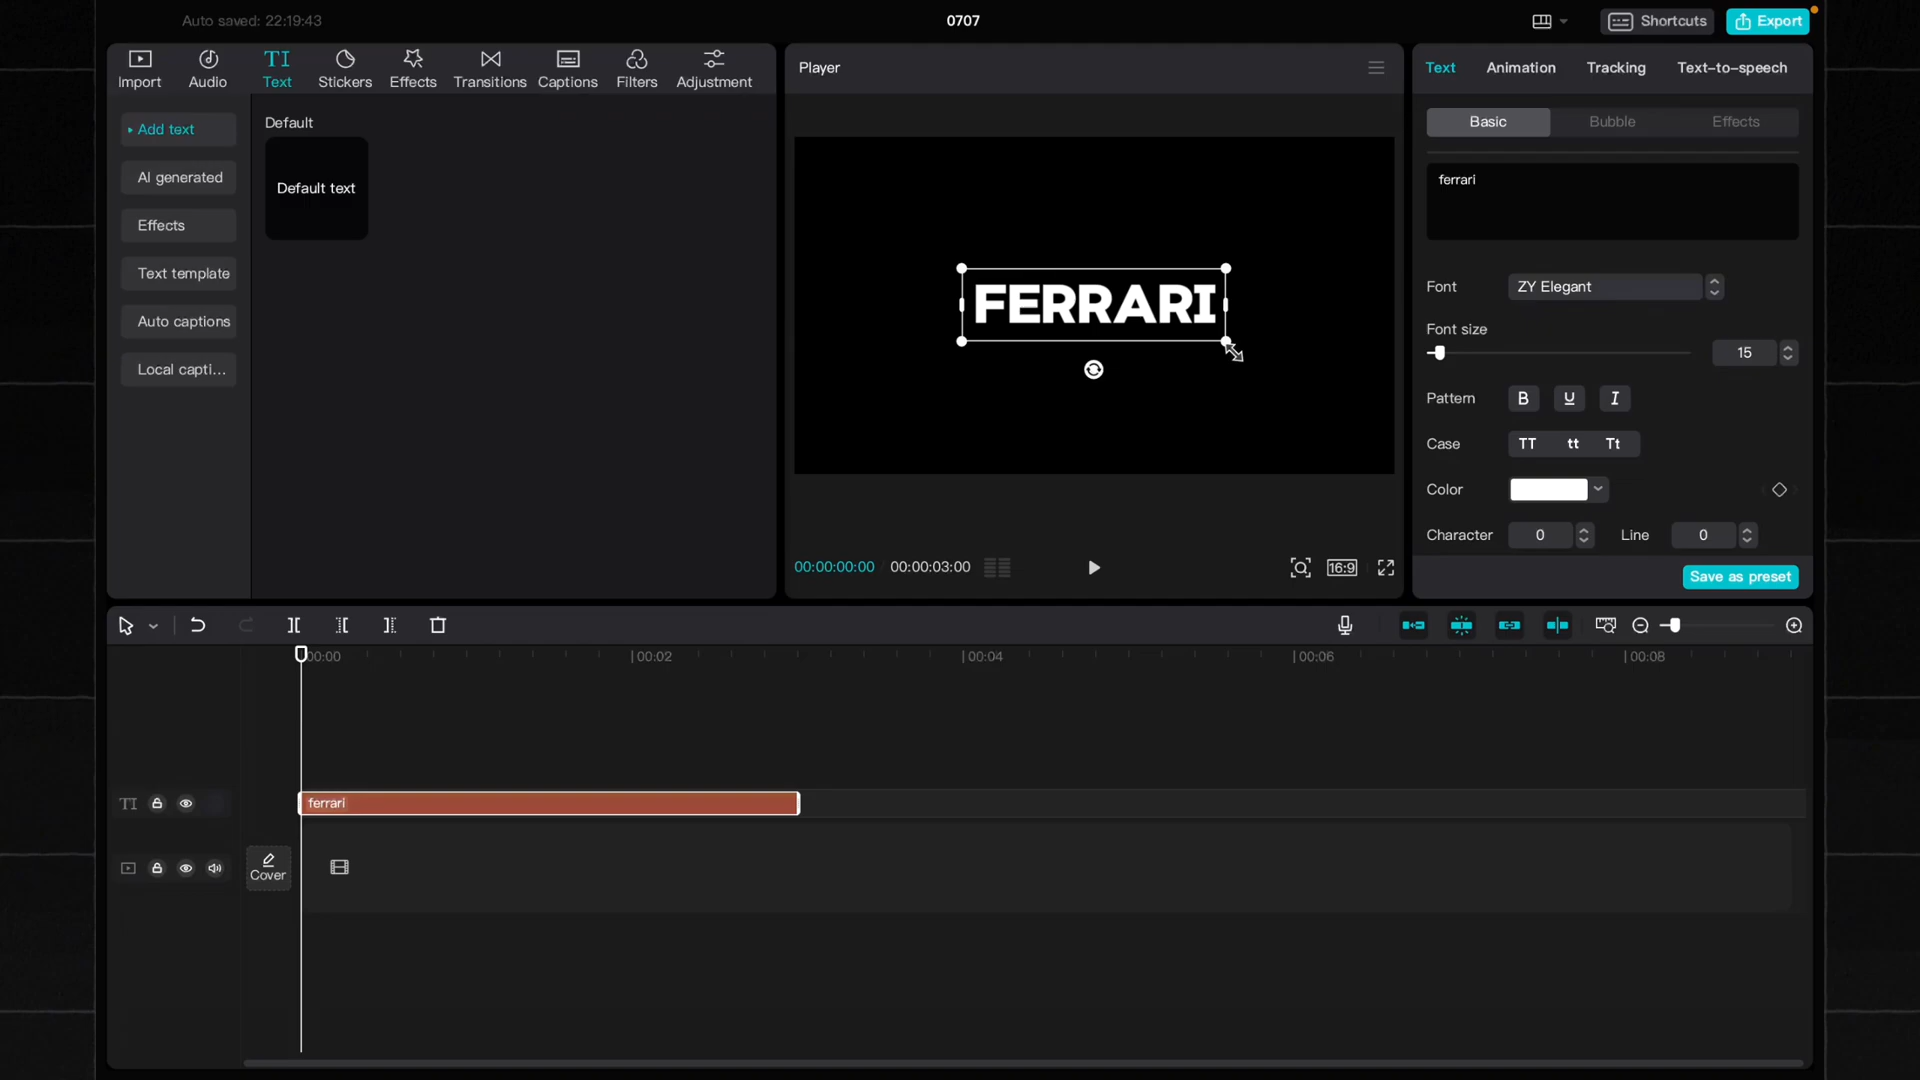 Auto saved: 22:19:43
0707
Shortcuts
Export
Import
Audio
TI
Text
Stickers
Effects
Transitions
Captions
Filters
Adjustment
Add text
AI generated
Effects
Text template
Auto captions
Local capti...
Default
Default text
Player
FERRARI
00:00:00:00
00:00:03:00
16:9
Text
Animation
Tracking
Text-to-speech
Basic
Bubble
Effects
ferrari
Font
ZY Elegant
Font size
15
Pattern
B
U
I
Case
TT
tt
Tt
Color
Character
0
Line
0
Save as preset
00:00
00:02
00:04
00:06
00:08
TI
ferrari
Cover